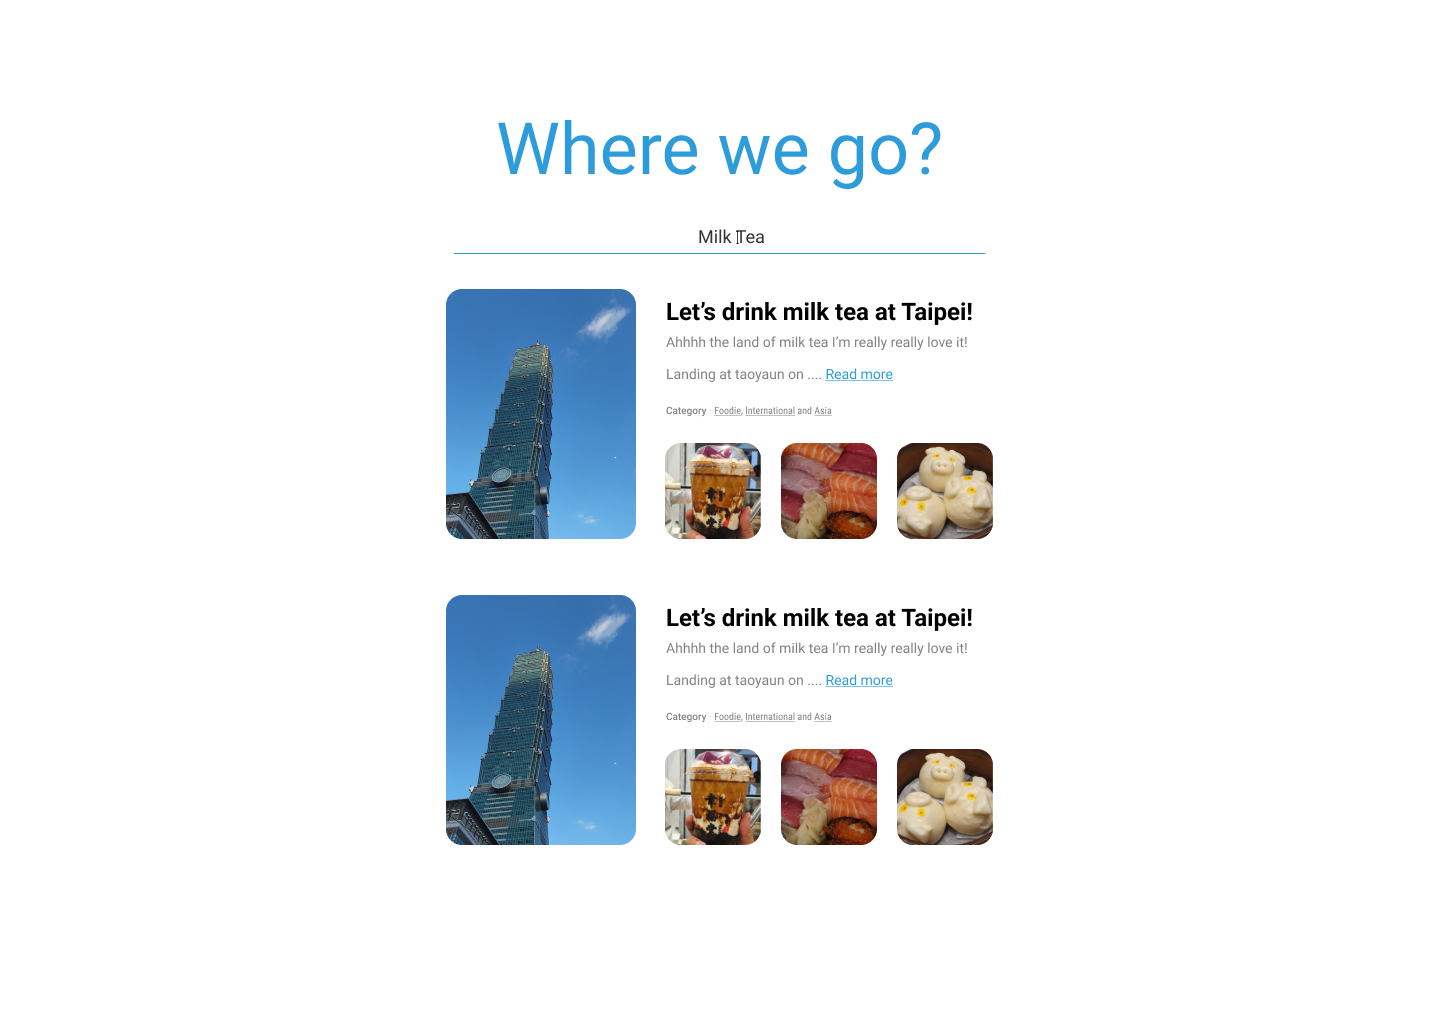 Where we go?
Milk Tea
Let’s drink milk tea at Taipei!
Ahhhh the land of milk tea I’m really really love it!
Landing at taoyaun on .... Read more
Category · Foodie, International and Asia
Let’s drink milk tea at Taipei!
Ahhhh the land of milk tea I’m really really love it!
Landing at taoyaun on .... Read more
Category · Foodie, International and Asia